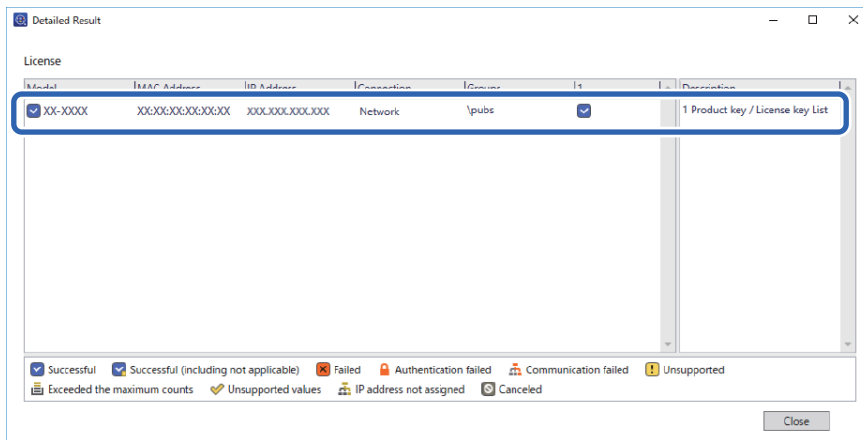 Detailed Result
License
Model MAC Address IP Address Connection Groups 1 Description
XX-XXXX XX:XX:XX:XX:XX:XX XXX.XXX.XXX.XXX Network \pubs 1 Product key / License key List
Successful Successful (including not applicable) Failed Authentication failed Communication failed Unsupported
Exceeded the maximum counts Unsupported values IP address not assigned Canceled
Close